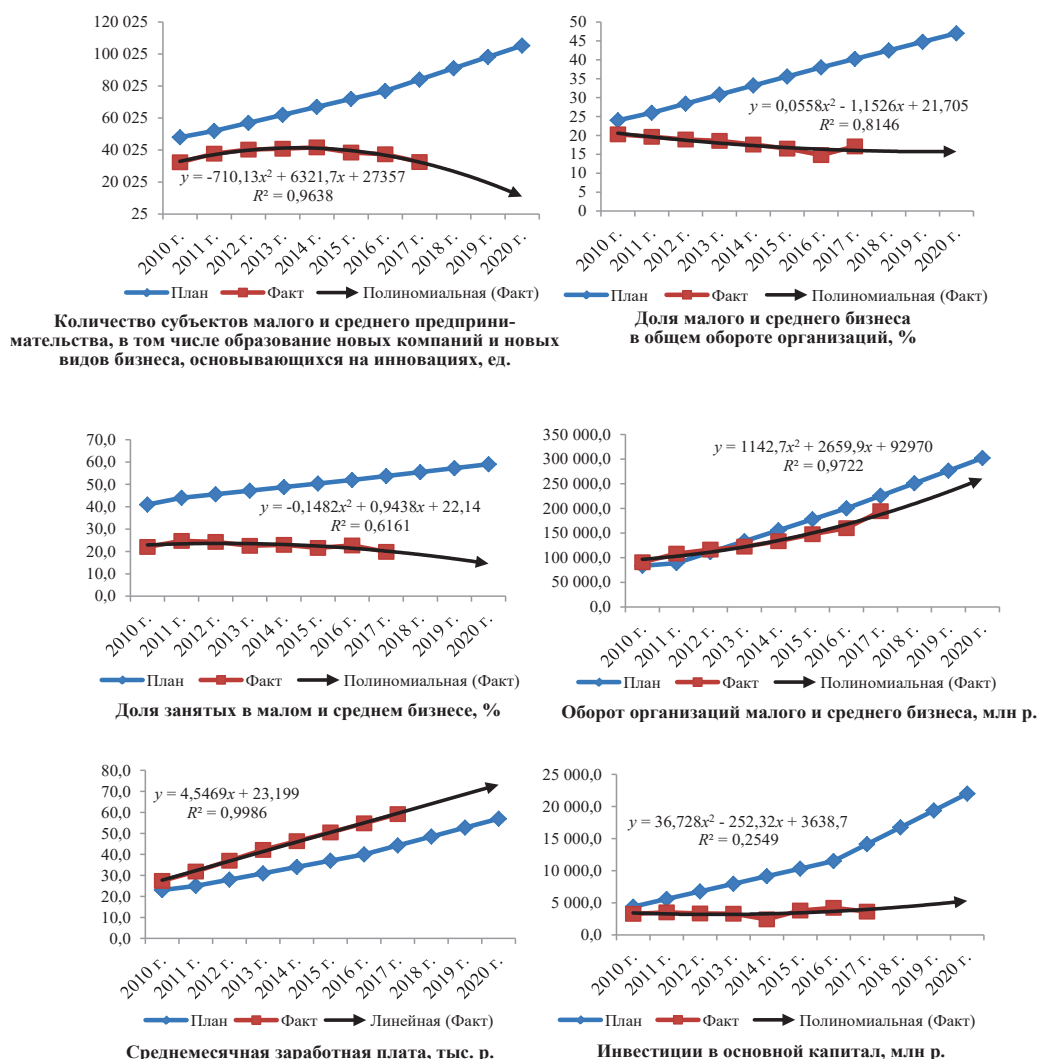 120 025
100 025
80 025
60 025
40 025
20 025
25
y = -710,13x² + 6321,7x + 27357
R² = 0,9638
2010 г.
2011 г.
2012 г.
2013 г.
2014 г.
2015 г.
2016 г.
2017 г.
2018 г.
2019 г.
2020 г.
План Факт Полиномиальная (Факт)
Количество субъектов малого и среднего предприни-
мательства, в том числе образование новых компаний и новых
видов бизнеса, основывающихся на инновациях, ед.
50
45
40
35
30
25
20
15
10
5
0
y = 0,0558x² - 1,1526x + 21,705
R² = 0,8146
2010 г.
2011 г.
2012 г.
2013 г.
2014 г.
2015 г.
2016 г.
2017 г.
2018 г.
2019 г.
2020 г.
План Факт Полиномиальная (Факт)
Доля малого и среднего бизнеса
в общем обороте организаций, %
70,0
60,0
50,0
40,0
30,0
20,0
10,0
0,0
y = -0,1482x² + 0,9438x + 22,14
R² = 0,6161
2010 г.
2011 г.
2012 г.
2013 г.
2014 г.
2015 г.
2016 г.
2017 г.
2018 г.
2019 г.
2020 г.
План Факт Полиномиальная (Факт)
Доля занятых в малом и среднем бизнесе, %
350 000,0
300 000,0
250 000,0
200 000,0
150 000,0
100 000,0
50 000,0
0,0
y = 1142,7x² + 2659,9x + 92970
R² = 0,9722
2010 г.
2011 г.
2012 г.
2013 г.
2014 г.
2015 г.
2016 г.
2017 г.
2018 г.
2019 г.
2020 г.
План Факт Полиномиальная (Факт)
Оборот организаций малого и среднего бизнеса, млн р.
80,0
70,0
60,0
50,0
40,0
30,0
20,0
10,0
0,0
y = 4,5469x + 23,199
R² = 0,9986
2010 г.
2011 г.
2012 г.
2013 г.
2014 г.
2015 г.
2016 г.
2017 г.
2018 г.
2019 г.
2020 г.
План Факт Линейная (Факт)
Среднемесячная заработная плата, тыс. р.
25 000,0
20 000,0
15 000,0
10 000,0
5 000,0
0,0
y = 36,728x² - 252,32x + 3638,7
R² = 0,2549
2010 г.
2011 г.
2012 г.
2013 г.
2014 г.
2015 г.
2016 г.
2017 г.
2018 г.
2019 г.
2020 г.
План Факт Полиномиальная (Факт)
Инвестиции в основной капитал, млн р.